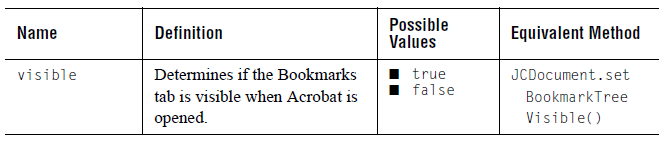 Name Definition Possible Values Equivalent Method
visible Determines if the Bookmarks ■ true JCDocument.set
tab is visible when Acrobat is ■ false BookmarkTree
opened. Visible()